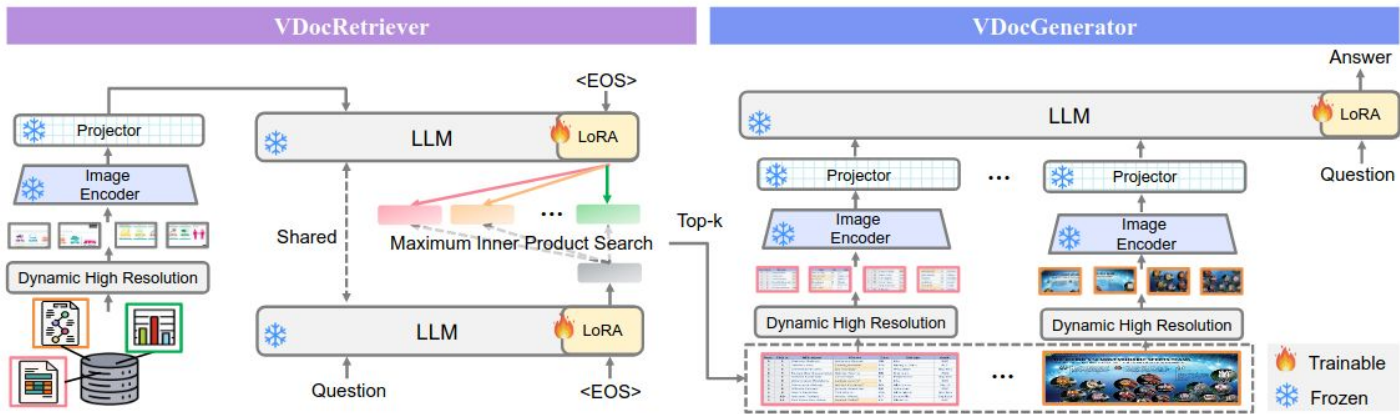 VDocRetriever
VDocGenerator
<EOS>
Answer
Projector
LLM
LoRA
LLM
LoRA
Image
Encoder
Projector
...
Projector
Question
Shared
...
Top-k
Image
Encoder
Image
Encoder
Maximum Inner Product Search
Dynamic High Resolution
LLM
LoRA
Dynamic High Resolution
Dynamic High Resolution
Question
<EOS>
...
Trainable
Frozen